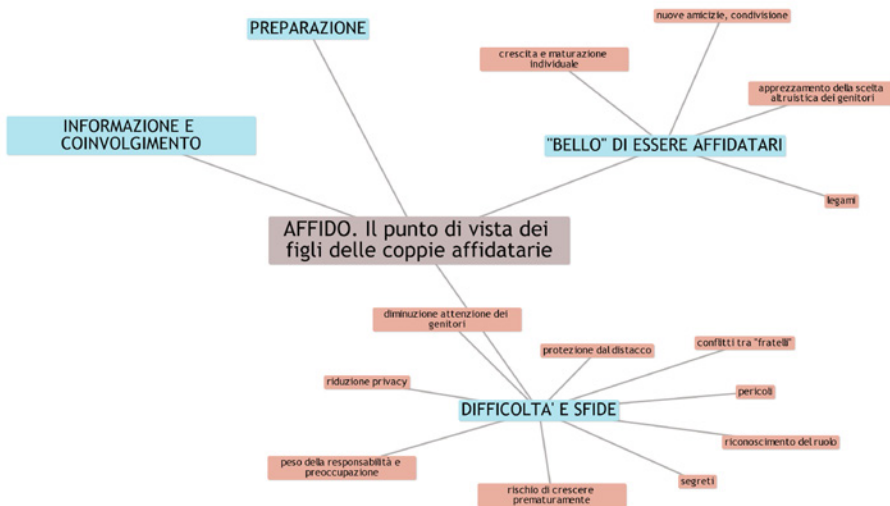 PREPARAZIONE
nuove amicizie, condivisione
crescita e maturazione
individuale
apprezzamento della scelta
altruistica dei genitori
INFORMAZIONE E
COINVOLGIMENTO
"BELLO" DI ESSERE AFFIDATARI
legami
AFFIDO. Il punto di vista dei
figli delle coppie affidatarie
diminuzione attenzione dei
genitori
protezione dal distacco
conflitti tra "fratelli"
riduzione privacy
pericoli
DIFFICOLTA' E SFIDE
riconoscimento del ruolo
peso della responsabilità e
preoccupazione
segreti
rischio di crescere
prematuramente